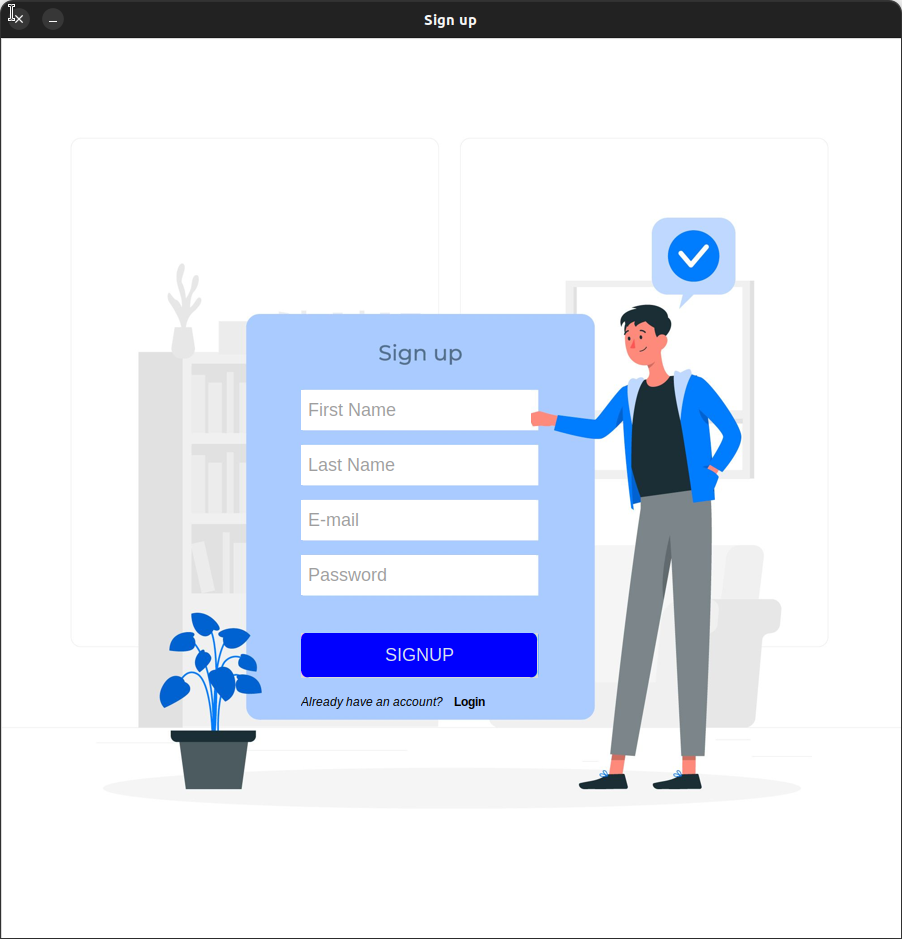 Sign up
Sign up
First Name
Last Name
E-mail
Password
SIGNUP
Already have an account? Login